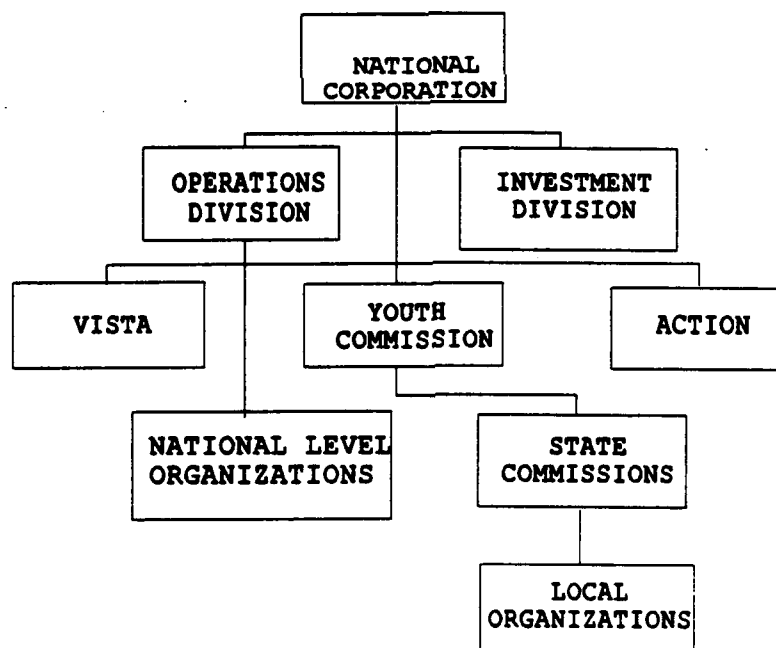 NATIONAL
CORPORATION
OPERATIONS
DIVISION
INVESTMENT
DIVISION
VISTA
YOUTH
COMMISSION
ACTION
NATIONAL LEVEL
ORGANIZATIONS
STATE
COMMISSIONS
LOCAL
ORGANIZATIONS